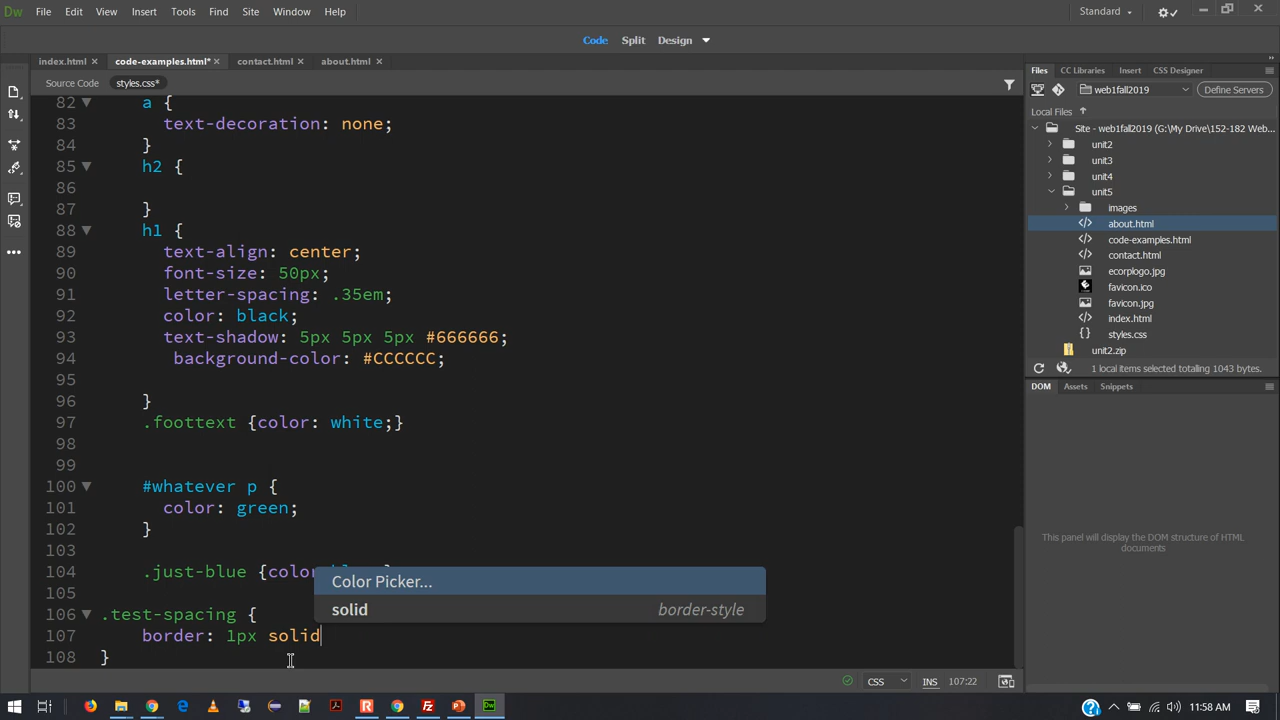 Dw File Edit View Insert Tools Find Site Window Help Standard
Code Split Design
index.html code-examples.html* contact.html about.html
Source Code styles.css*
82 a {
83 text-decoration: none;
84 }
85 h2 {
86
87 }
88 h1 {
89 text-align: center;
90 font-size: 50px;
91 letter-spacing: .35em;
92 color: black;
93 text-shadow: 5px 5px 5px #666666;
94 background-color: #CCCCCC;
95
96 }
97 .foottext {color: white;}
98
99
100 #whatever p {
101 color: green;
102 }
103
104 .just-blue {color
105
106 .test-spacing {
107 border: 1px solid
108 }
Color Picker...
solid border-style
CSS INS 107:22
Files CC Libraries Insert CSS Designer
web1fall2019 Define Servers
Local Files
Site - web1fall2019 (G:\My Drive\152-182 Web...
unit2
unit3
unit4
unit5
images
about.html
code-examples.html
contact.html
ecorplogo.jpg
favicon.ico
favicon.jpg
index.html
styles.css
unit2.zip
1 local items selected totalling 1043 bytes.
DOM Assets Snippets
This panel will display the DOM structure of HTML
documents
11:58 AM